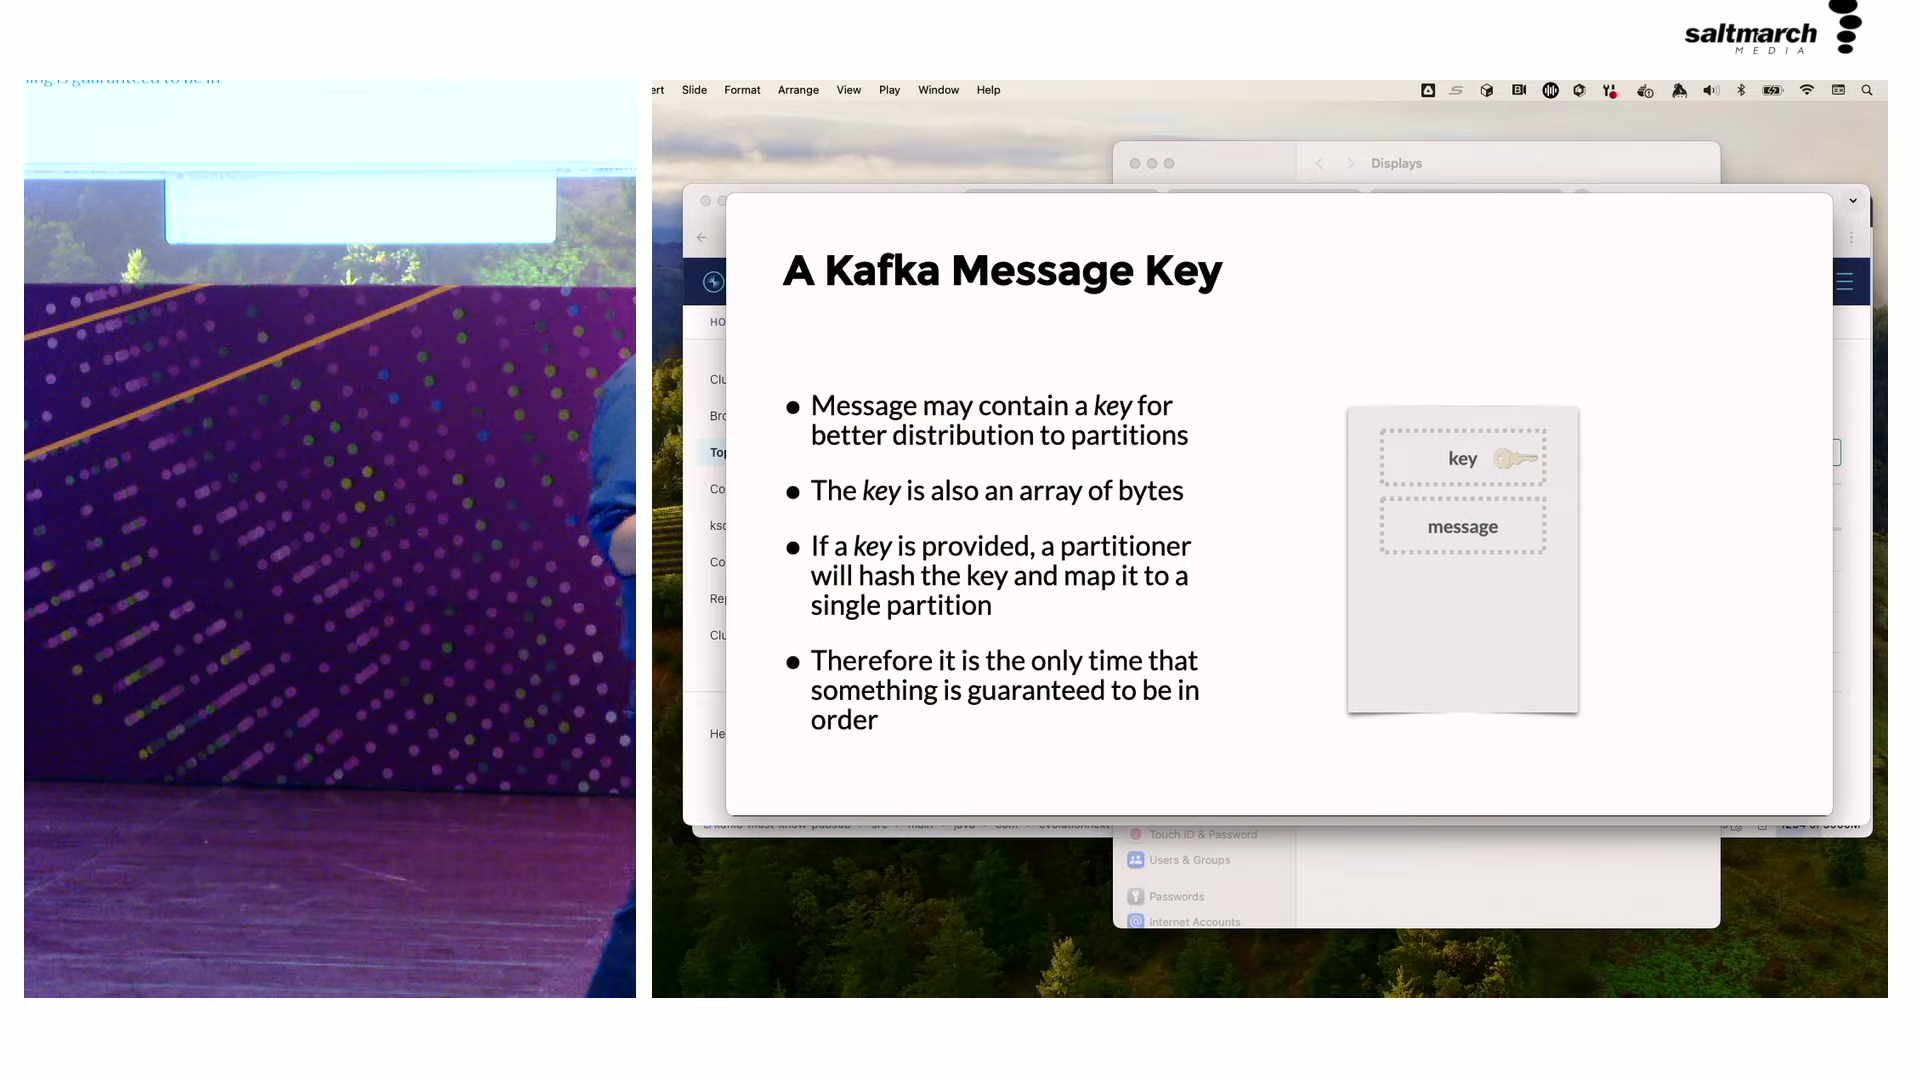 saltmarch
MEDIA
Slide Format Arrange View Play Window Help
Displays
A Kafka Message Key
HO
Message may contain a key for
better distribution to partitions
The key is also an array of bytes
If a key is provided, a partitioner
will hash the key and map it to a
single partition
Therefore it is the only time that
something is guaranteed to be in
order
key
message
Touch ID & Password
Users & Groups
Passwords
Internet Accounts